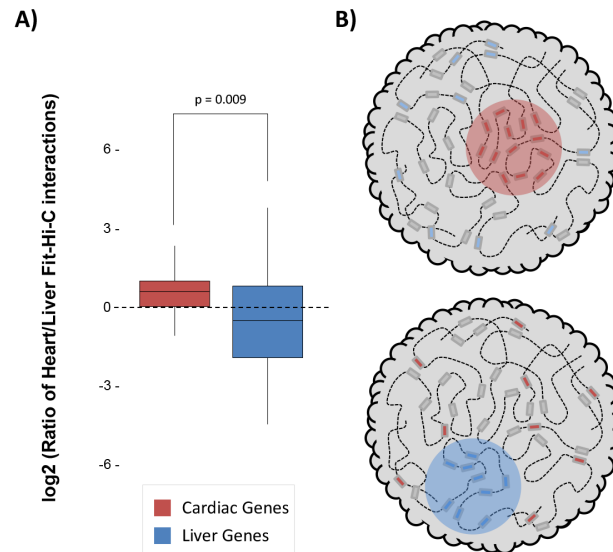 A)
B)
p = 0.009
log2 (Ratio of Heart/Liver Fit-Hi-C interactions)
6
3
0
-3
-6
Cardiac Genes
Liver Genes